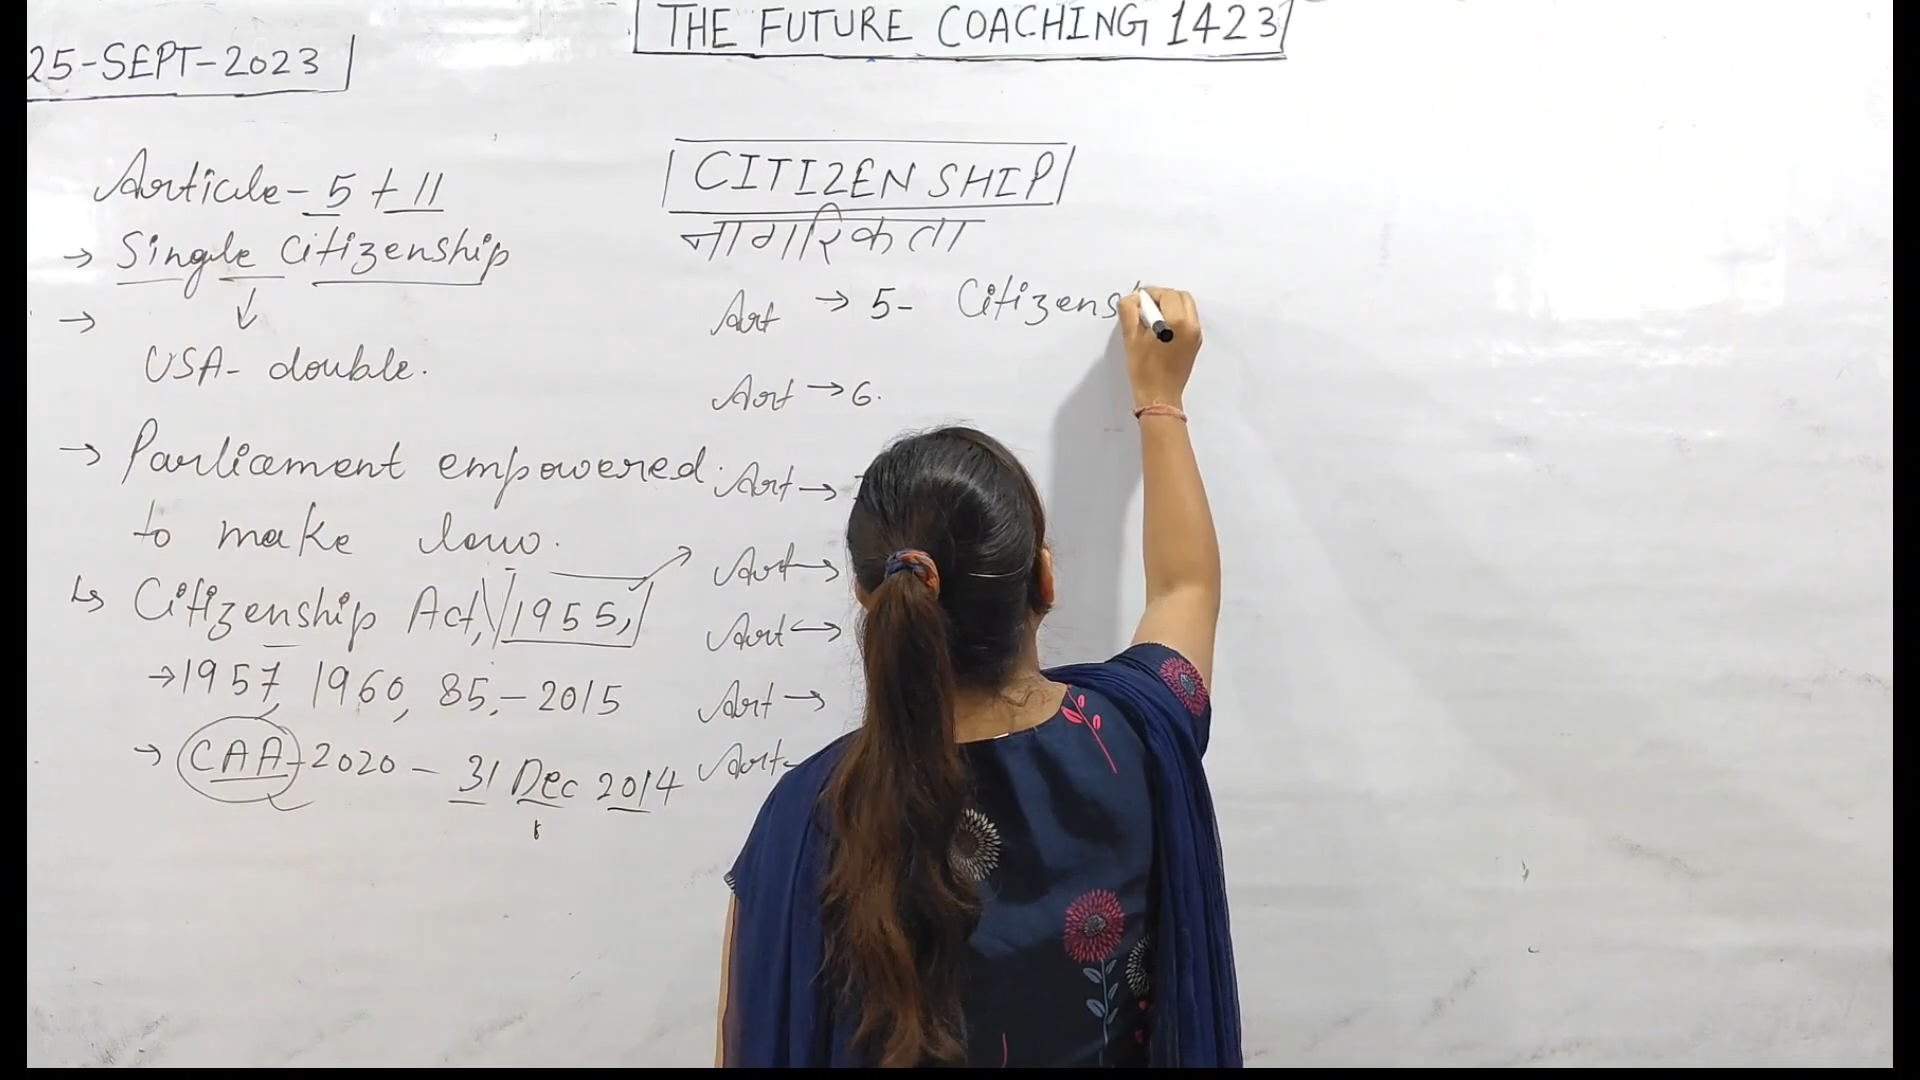 THE FUTURE COACHING 1423
25-SEPT-2023
Article - 5 + 11
→ Single Citizenship
→
USA - double.
→ Parliament empowered
to make law.
↳ Citizenship Act, 1955,
→ 1957, 1960, 85, - 2015
→ CAA - 2020 - 31 Dec 2014
CITIZENSHIP
नागरिकता
Art → 5 - Citizens
Art → 6.
Art →
Art →
Art →
Art →
Art -